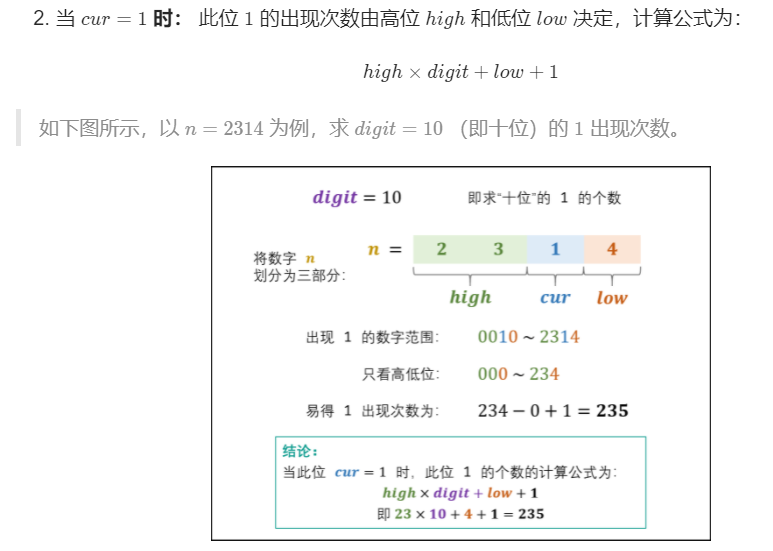 2. 当 cur = 1 时： 此位 1 的出现次数由高位 high 和低位 low 决定，计算公式为：
high × digit + low + 1
如下图所示，以 n = 2314 为例，求 digit = 10 （即十位）的 1 出现次数。
digit = 10 即求“十位”的 1 的个数
将数字 n
划分为三部分：
n = 2 3 1 4
high cur low
出现 1 的数字范围： 0010 ~ 2314
只看高低位： 000 ~ 234
易得 1 出现次数为： 234 − 0 + 1 = 235
结论：
当此位 cur = 1 时，此位 1 的个数的计算公式为：
high × digit + low + 1
即 23 × 10 + 4 + 1 = 235